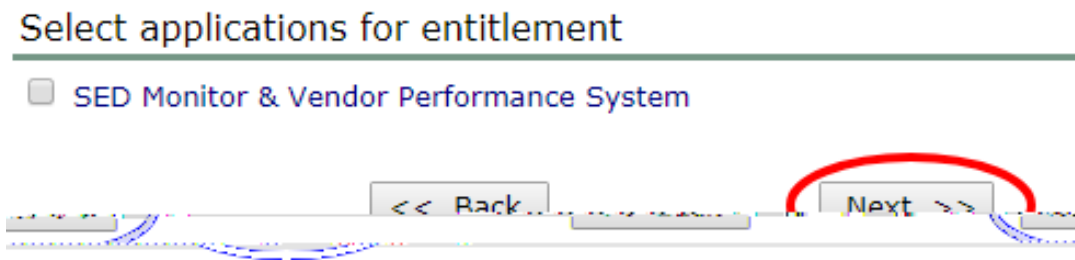 Select applications for entitlement
SED Monitor & Vendor Performance System
<< Back
Next >>